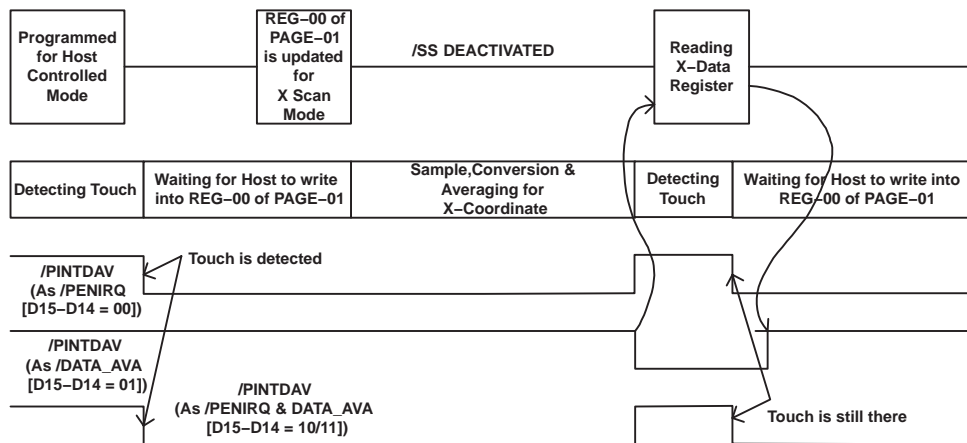 Programmed
for Host
Controlled
Mode
REG−00 of
PAGE−01
is updated
for
X Scan
Mode
/SS DEACTIVATED
Reading
X−Data
Register
Detecting Touch
Waiting for Host to write
into REG−00 of PAGE−01
Sample,Conversion &
Averaging for
X−Coordinate
Detecting
Touch
Waiting for Host to write into
REG−00 of PAGE−01
/PINTDAV
(As /PENIRQ
[D15−D14 = 00])
Touch is detected
/PINTDAV
(As /DATA_AVA
[D15−D14 = 01])
/PINTDAV
(As /PENIRQ & DATA_AVA
[D15−D14 = 10/11])
Touch is still there